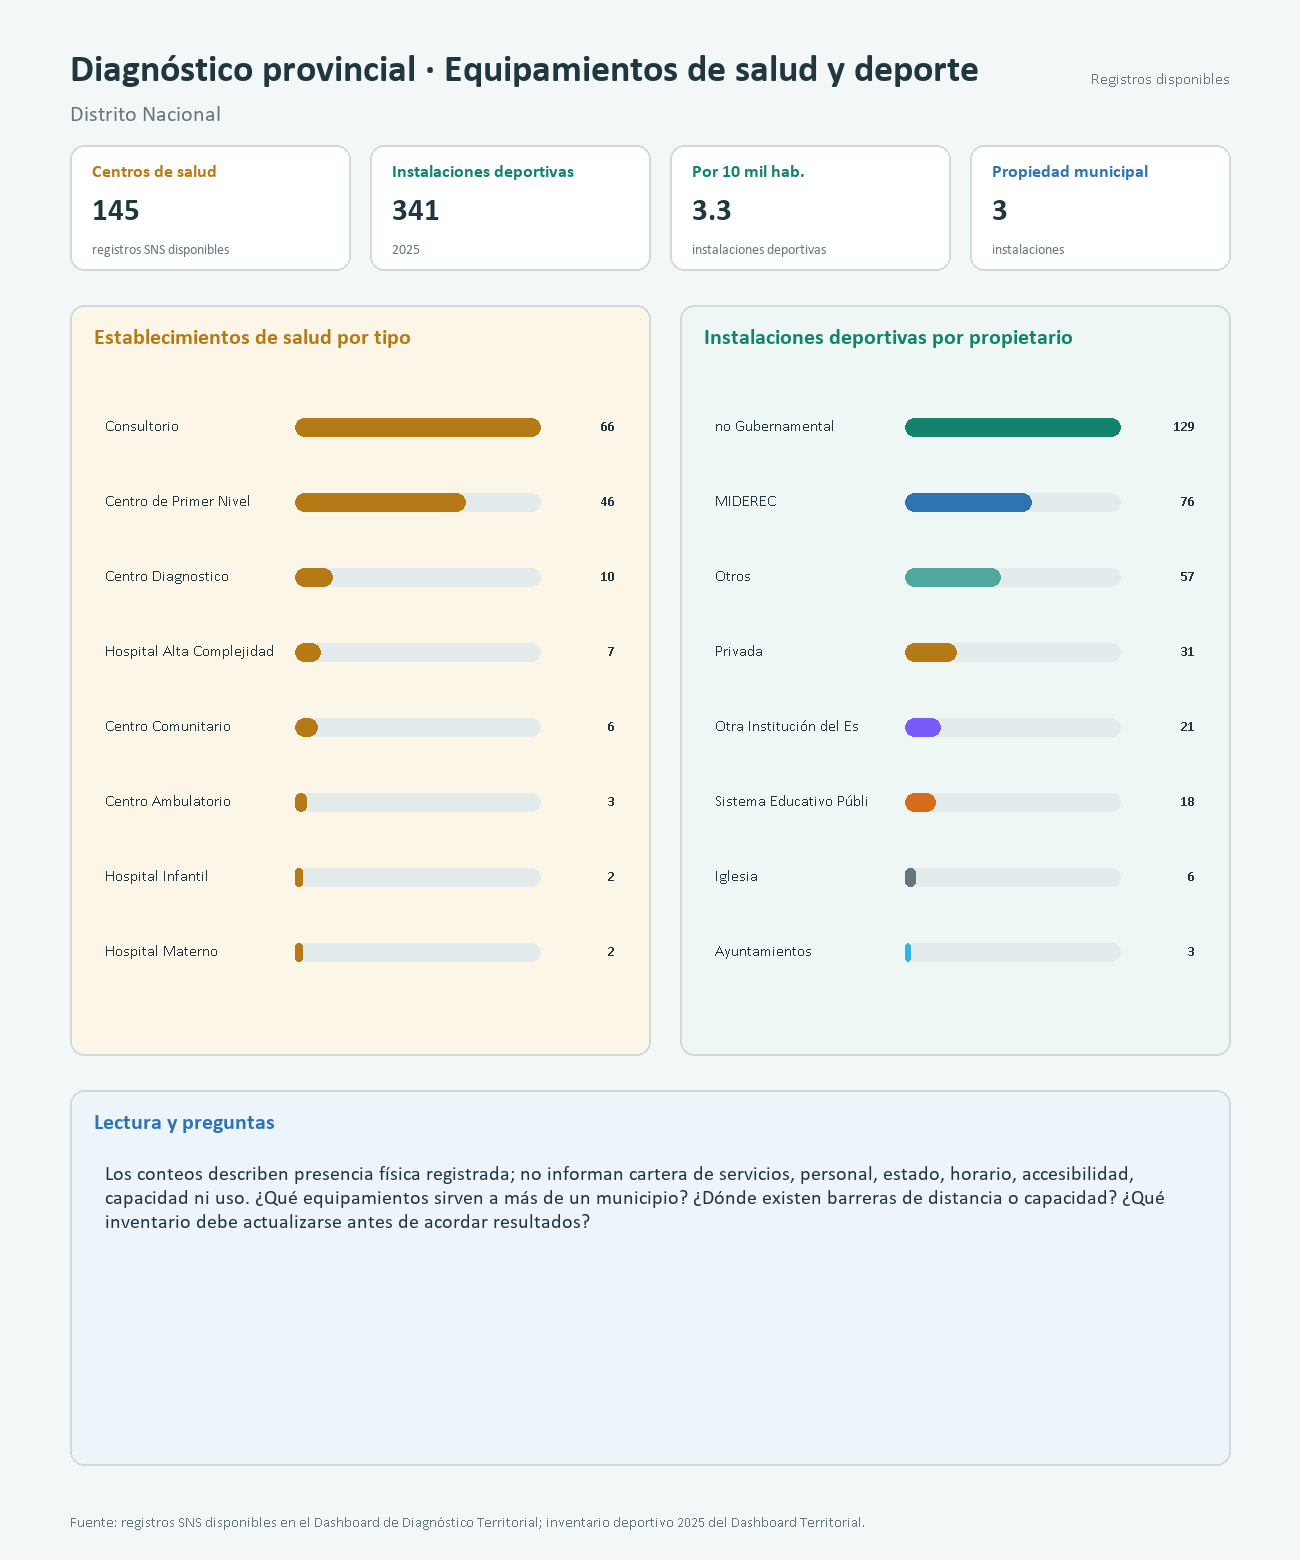 Diagnóstico provincial · Equipamientos de salud y deporte
Registros disponibles
Distrito Nacional
Centros de salud
145
registros SNS disponibles
Instalaciones deportivas
341
2025
Por 10 mil hab.
3.3
instalaciones deportivas
Propiedad municipal
3
instalaciones
Establecimientos de salud por tipo
Consultorio 66
Centro de Primer Nivel 46
Centro Diagnostico 10
Hospital Alta Complejidad 7
Centro Comunitario 6
Centro Ambulatorio 3
Hospital Infantil 2
Hospital Materno 2
Instalaciones deportivas por propietario
no Gubernamental 129
MIDEREC 76
Otros 57
Privada 31
Otra Institución del Es 21
Sistema Educativo Públi 18
Iglesia 6
Ayuntamientos 3
Lectura y preguntas
Los conteos describen presencia física registrada; no informan cartera de servicios, personal, estado, horario, accesibilidad,
capacidad ni uso. ¿Qué equipamientos sirven a más de un municipio? ¿Dónde existen barreras de distancia o capacidad? ¿Qué
inventario debe actualizarse antes de acordar resultados?
Fuente: registros SNS disponibles en el Dashboard de Diagnóstico Territorial; inventario deportivo 2025 del Dashboard Territorial.